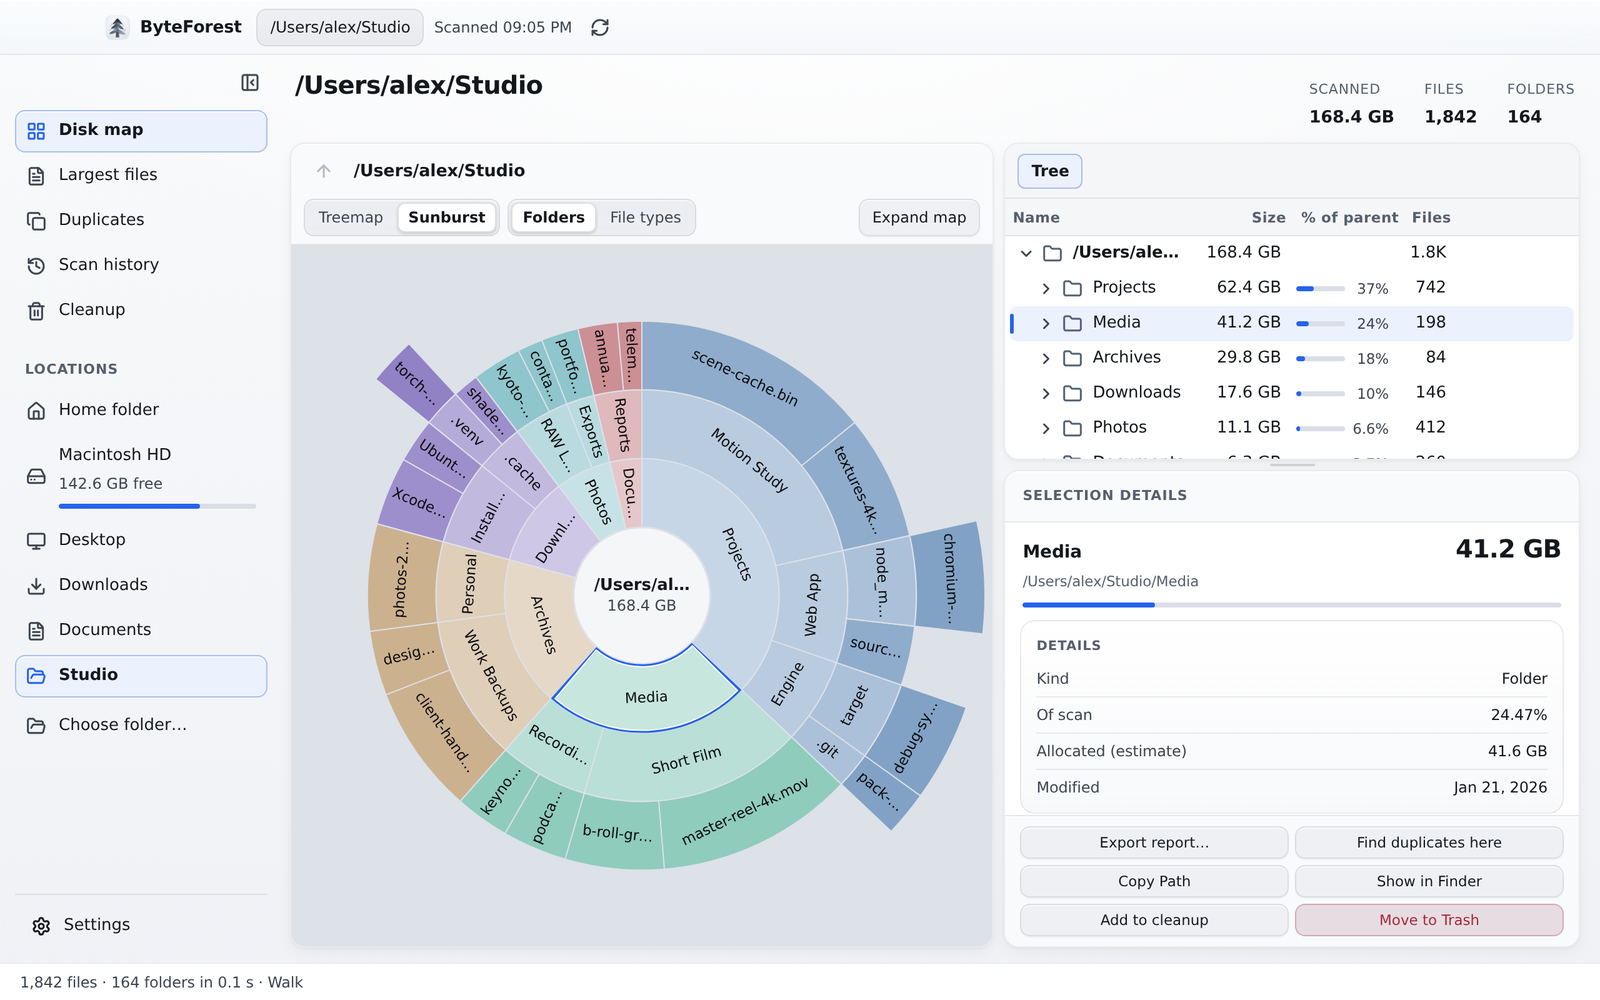 ByteForest
/Users/alex/Studio
Scanned 09:05 PM
Disk map
Largest files
Duplicates
Scan history
Cleanup
LOCATIONS
Home folder
Macintosh HD
142.6 GB free
Desktop
Downloads
Documents
Studio
Choose folder…
Settings
/Users/alex/Studio
SCANNED FILES FOLDERS
168.4 GB 1,842 164
/Users/alex/Studio
Treemap Sunburst Folders File types Expand map
scene-cache.bin
textures-4k…
chromium-…
node_m…
sourc…
debug-sy…
pack-…
Motion Study
Web App
Engine
target
.git
Projects
master-reel-4k.mov
b-roll-gr…
podca…
keyno…
Short Film
Recordi…
Media
client-hand…
desig…
photos-2…
Work Backups
Personal
Archives
Xcode…
Ubunt…
torch-…
shade…
.venv
.cache
Install…
Downl…
kyoto-…
conta…
portfo…
RAW L…
Exports
Photos
annua…
telem…
Reports
Docu…
/Users/al…
168.4 GB
Tree
Name Size % of parent Files
/Users/ale… 168.4 GB 1.8K
Projects 62.4 GB 37% 742
Media 41.2 GB 24% 198
Archives 29.8 GB 18% 84
Downloads 17.6 GB 10% 146
Photos 11.1 GB 6.6% 412
SELECTION DETAILS
Media 41.2 GB
/Users/alex/Studio/Media
DETAILS
Kind Folder
Of scan 24.47%
Allocated (estimate) 41.6 GB
Modified Jan 21, 2026
Export report… Find duplicates here
Copy Path Show in Finder
Add to cleanup Move to Trash
1,842 files · 164 folders in 0.1 s · Walk